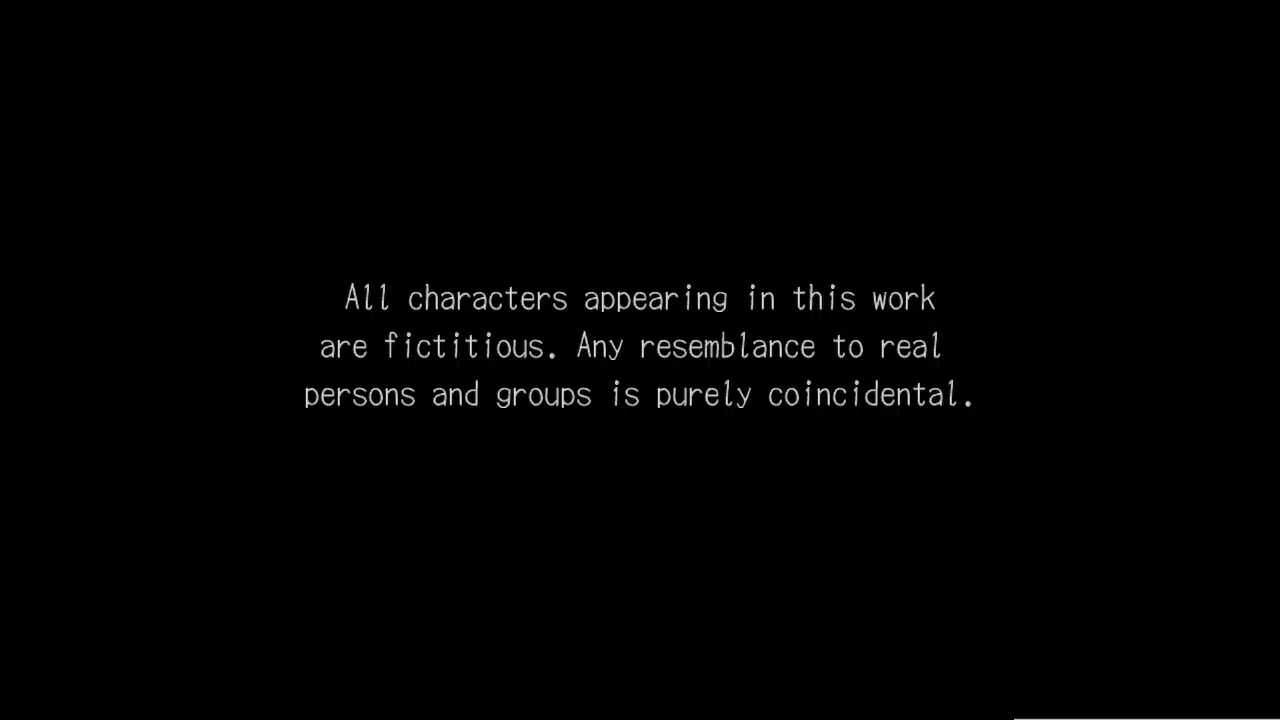 All characters appearing in this work
are fictitious. Any resemblance to real
persons and groups is purely coincidental.